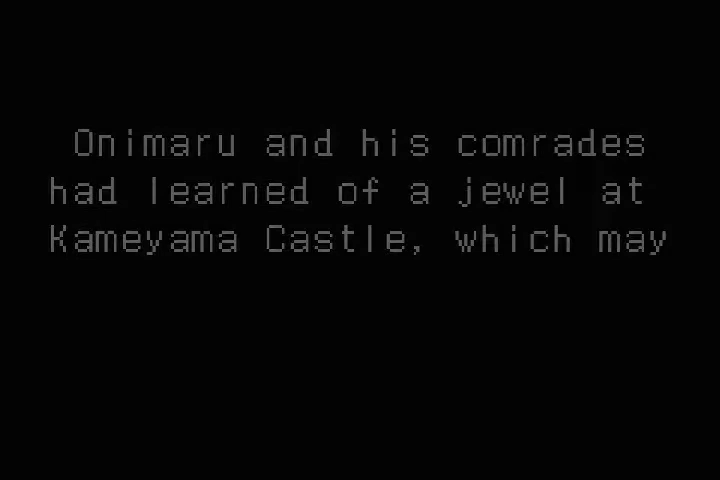 Onimaru and his comrades
had learned of a jewel at
Kameyama Castle, which may